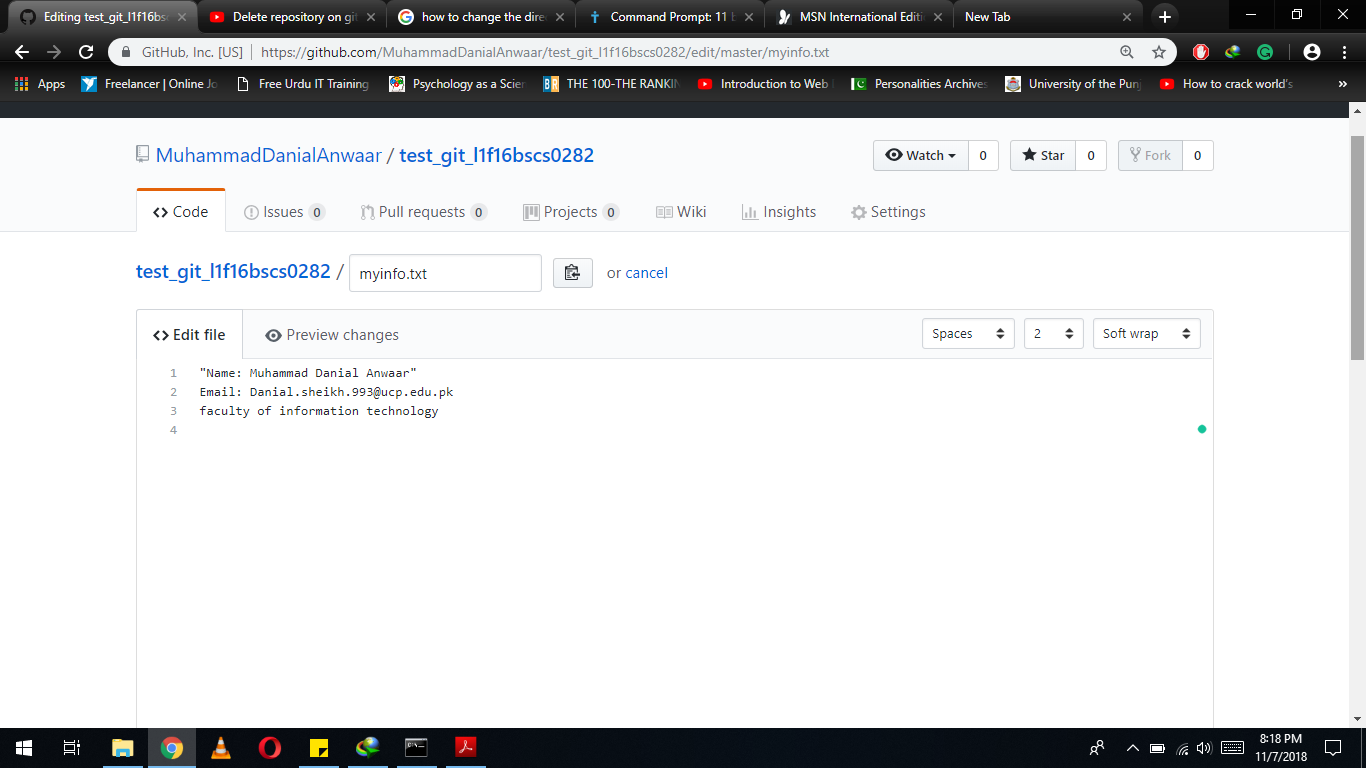 Editing test_git_l1f16bs
Delete repository on git
how to change the dire
Command Prompt: 11 b
MSN International Editi
New Tab
GitHub, Inc. [US] | https://github.com/MuhammadDanialAnwaar/test_git_l1f16bscs0282/edit/master/myinfo.txt
Apps
Freelancer | Online Jo
Free Urdu IT Training
Psychology as a Scien
BR
THE 100-THE RANKIN
Introduction to Web
Personalities Archives
University of the Punj
How to crack world's
»
MuhammadDanialAnwaar / test_git_l1f16bscs0282
Watch 0
Star 0
Fork 0
Code
Issues 0
Pull requests 0
Projects 0
Wiki
Insights
Settings
test_git_l1f16bscs0282 / myinfo.txt or cancel
Edit file
Preview changes
Spaces
2
Soft wrap
1 "Name: Muhammad Danial Anwaar"
2 Email: Danial.sheikh.993@ucp.edu.pk
3 faculty of information technology
4
8:18 PM
11/7/2018